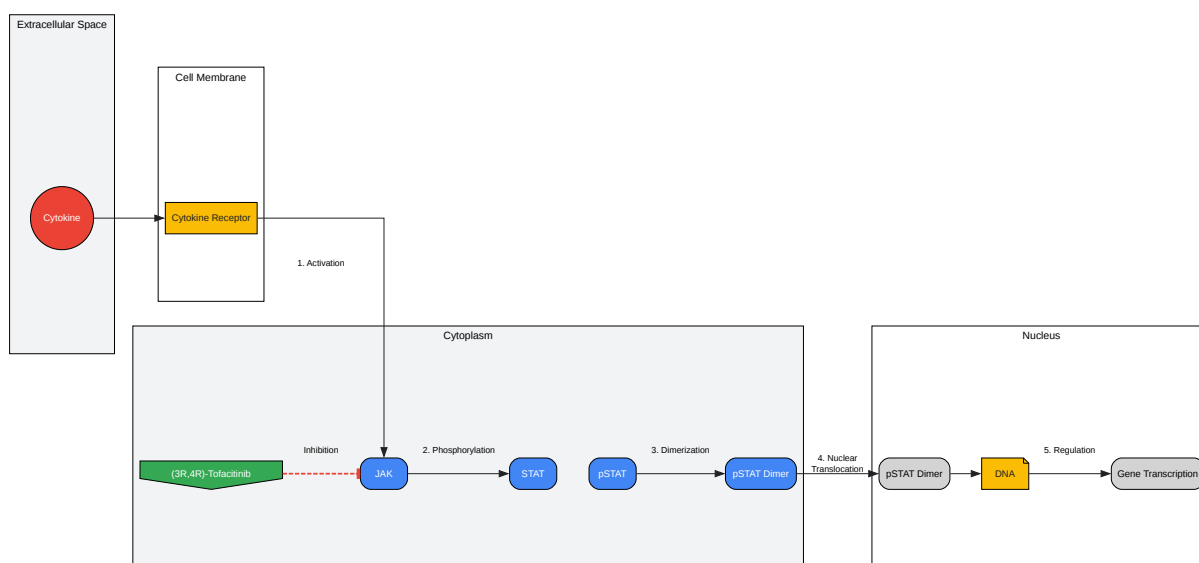 Extracellular Space
Cell Membrane
Cytokine
Cytokine Receptor
1. Activation
Cytoplasm
Nucleus
Inhibition
2. Phosphorylation
3. Dimerization
4. Nuclear
Translocation
5. Regulation
(3R,4R)-Tofacitinib
JAK
STAT
pSTAT
pSTAT Dimer
pSTAT Dimer
DNA
Gene Transcription